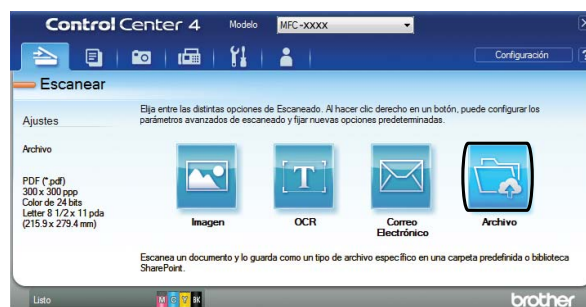 Control Center 4
Modelo
MFC-XXXX
Configuración
?
Escanear
Elija entre las distintas opciones de Escaneado. Al hacer clic derecho en un botón, puede configurar los
parámetros avanzados de escaneado y fijar nuevas opciones predeterminadas.
Ajustes
Archivo
PDF (*.pdf)
300 x 300 ppp
Color de 24 bits
Letter 8 1/2 x 11 pda
(215.9 x 279.4 mm)
T
Imagen
OCR
Correo
Electrónico
Archivo
Escanea un documento y lo guarda como un tipo de archivo específico en una carpeta predefinida o biblioteca
SharePoint.
Listo
M C Y BK
brother